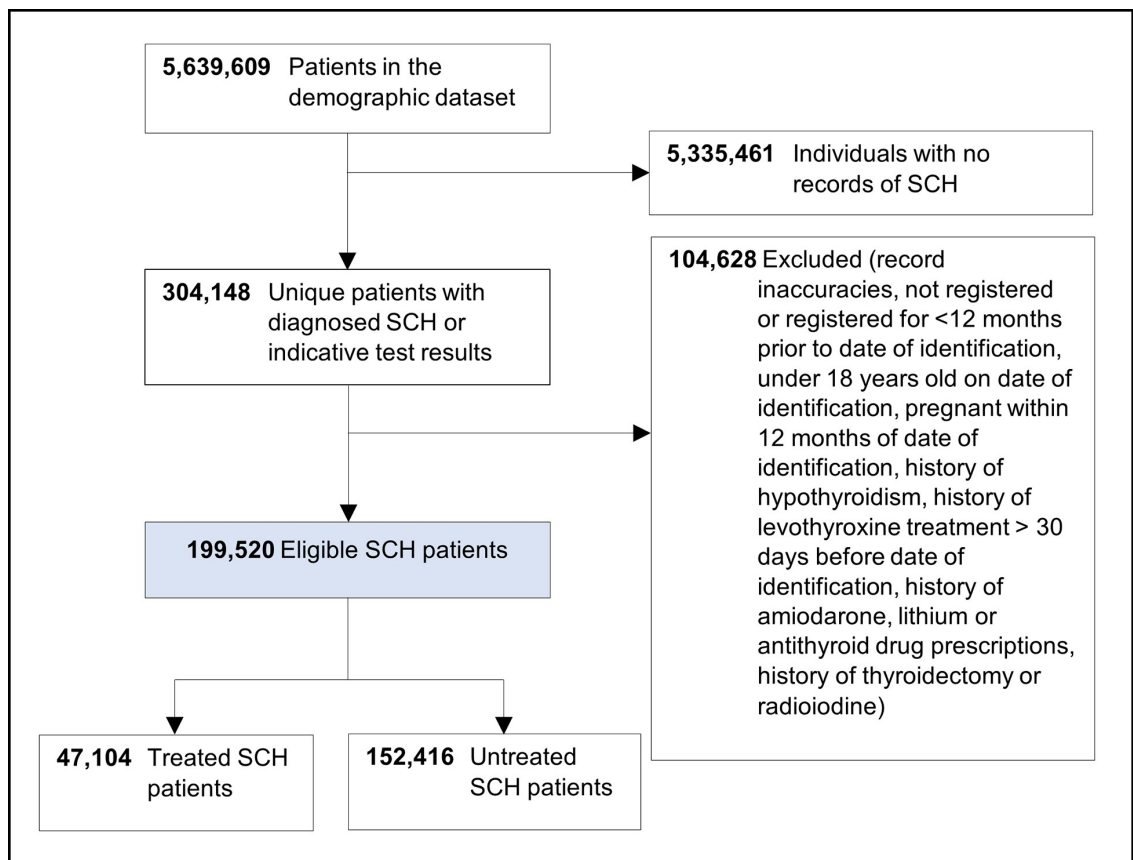 5,639,609 Patients in the
demographic dataset
5,335,461 Individuals with no
records of SCH
304,148 Unique patients with
diagnosed SCH or
indicative test results
104,628 Excluded (record
inaccuracies, not registered
or registered for <12 months
prior to date of identification,
under 18 years old on date of
identification, pregnant within
12 months of date of
identification, history of
hypothyroidism, history of
levothyroxine treatment > 30
days before date of
identification, history of
amiodarone, lithium or
antithyroid drug prescriptions,
history of thyroidectomy or
radioiodine)
199,520 Eligible SCH patients
47,104 Treated SCH
patients
152,416 Untreated
SCH patients